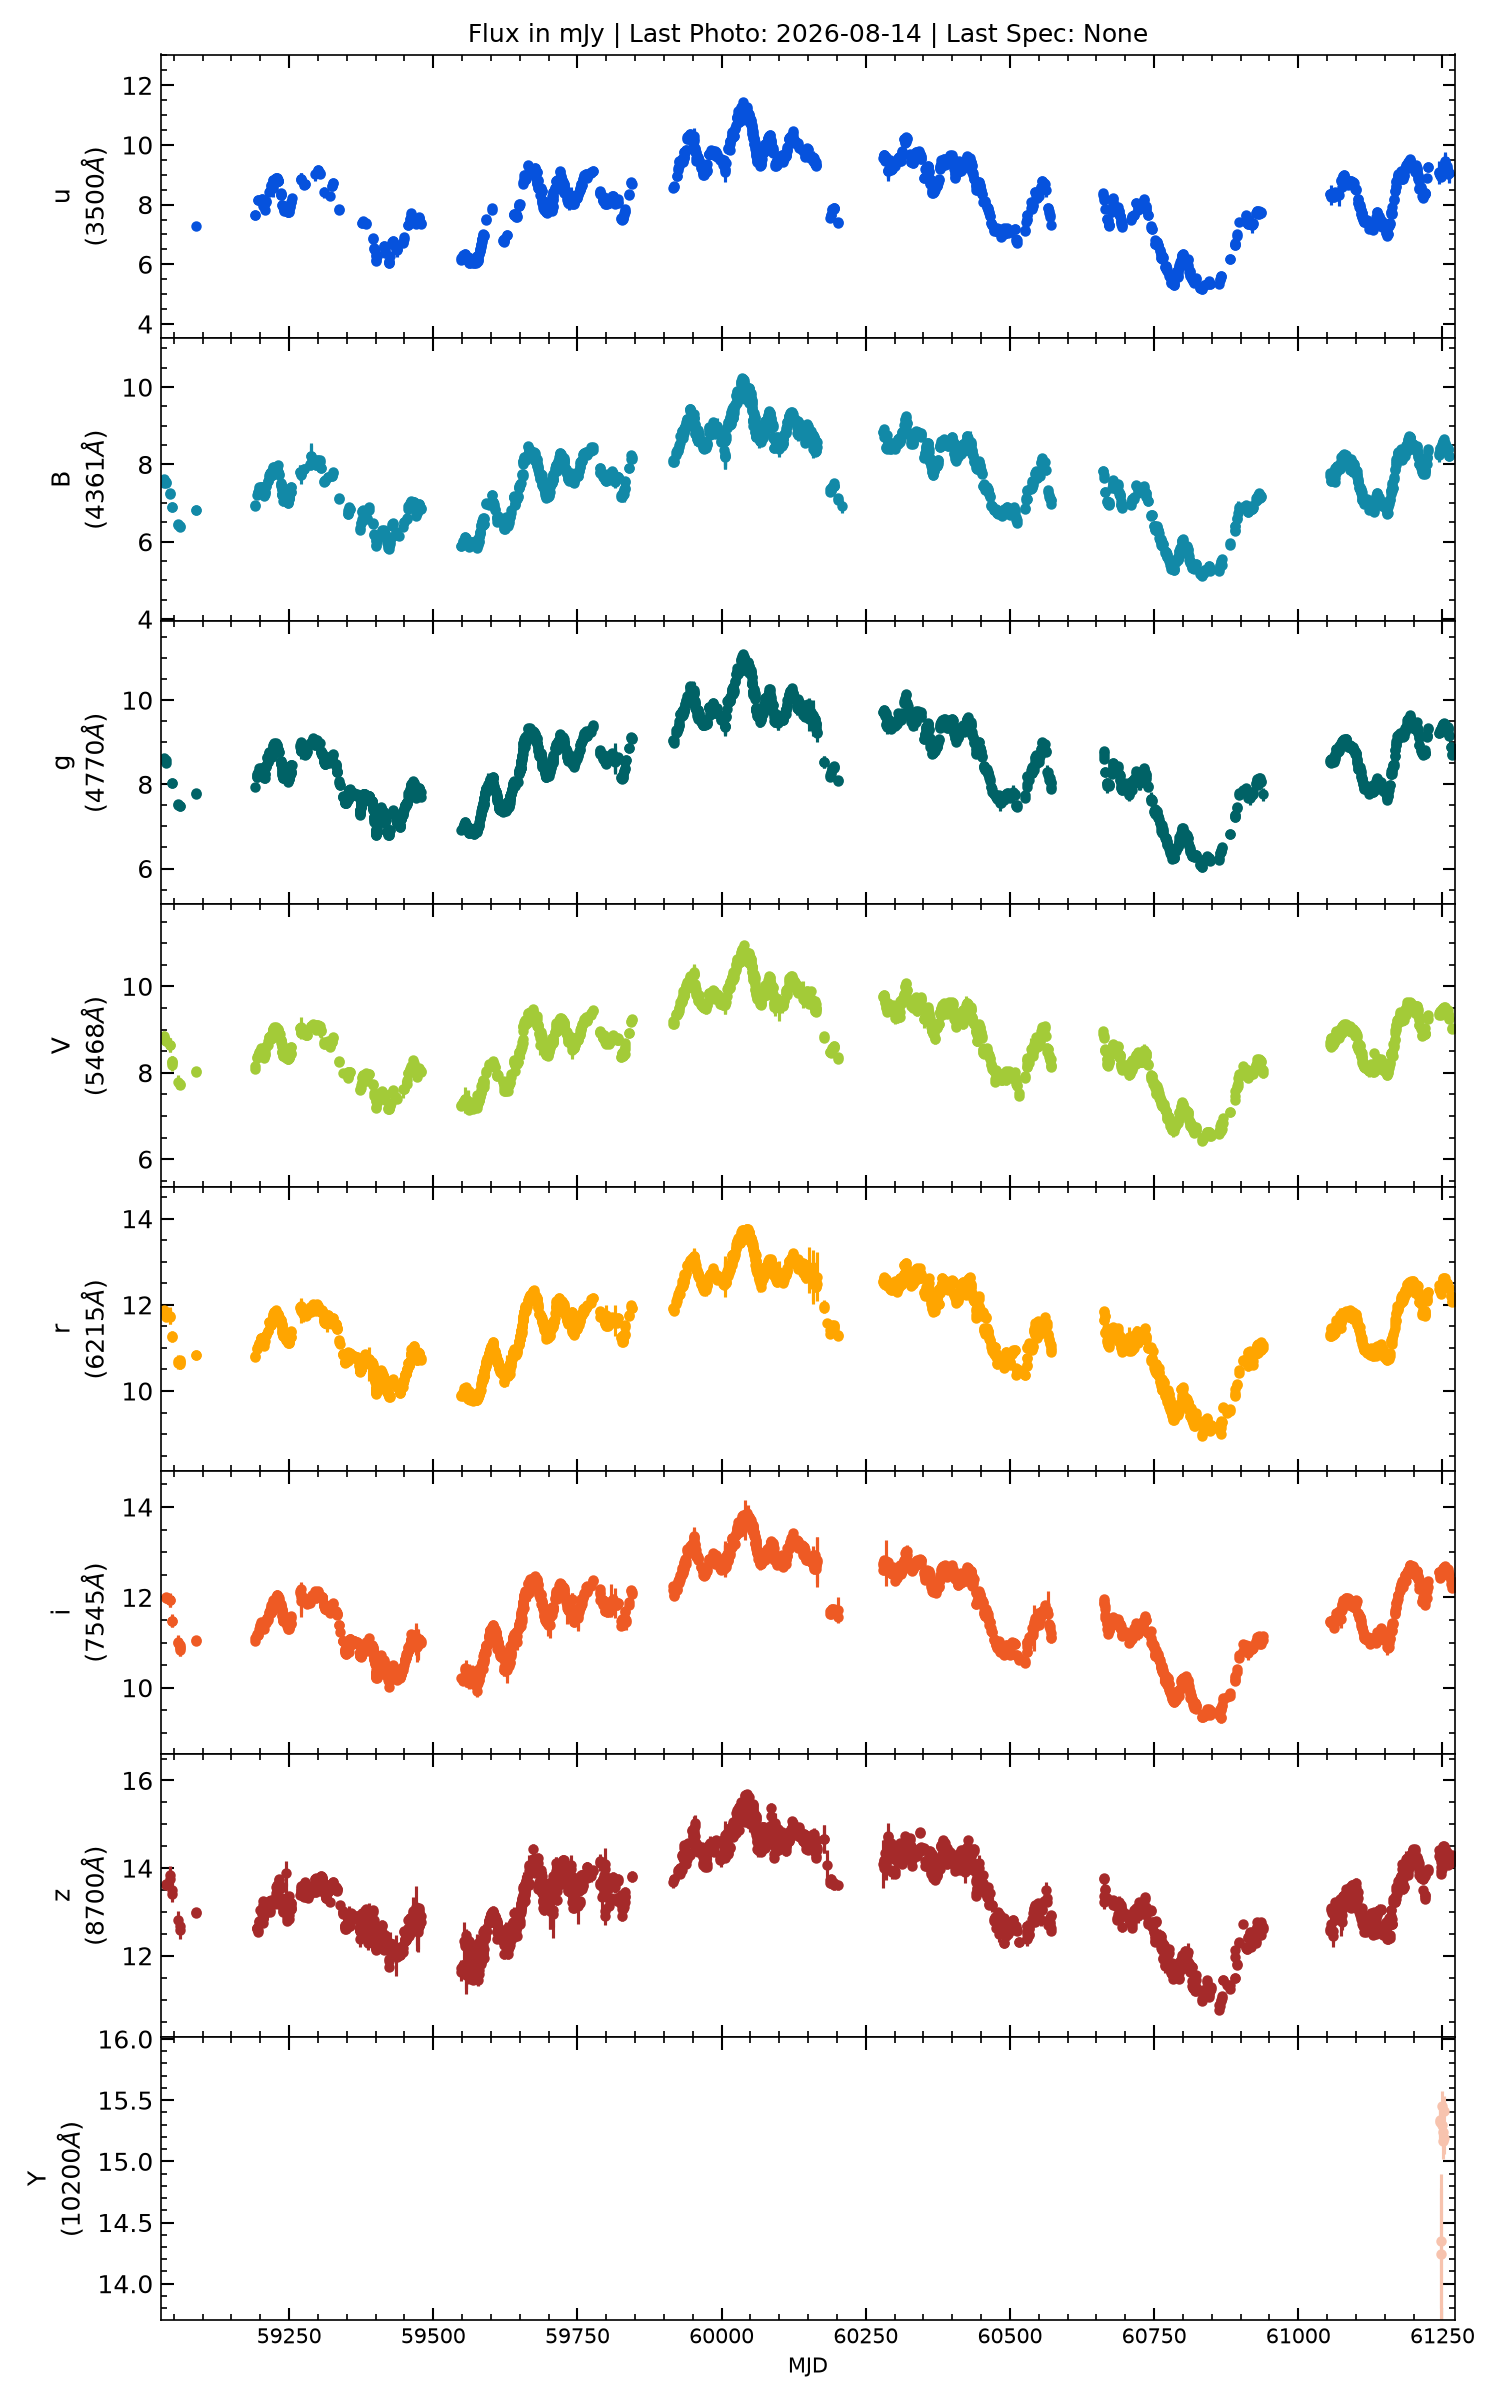 Flux in mJy | Last Photo: 2026-08-14 | Last Spec: None
u
(3500Å)
12
10
8
6
4
B
(4361Å)
10
8
6
4
g
(4770Å)
10
8
6
V
(5468Å)
10
8
6
r
(6215Å)
14
12
10
i
(7545Å)
14
12
10
z
(8700Å)
16
14
12
Y
(10200Å)
16.0
15.5
15.0
14.5
14.0
59250 59500 59750 60000 60250 60500 60750 61000 61250
MJD